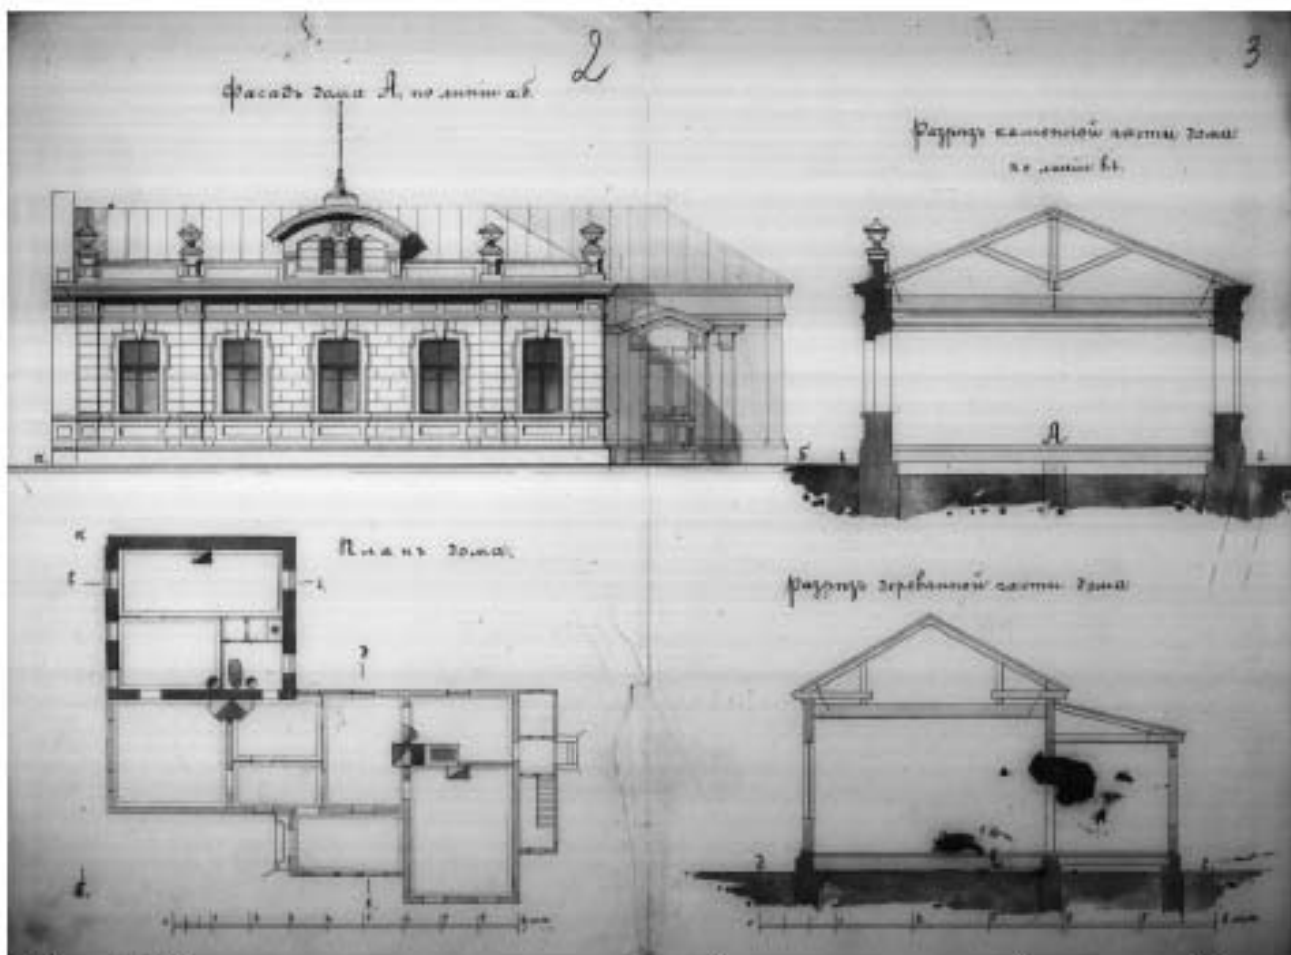 2
3
Фасадъ дома А, по линіи аб.
Разрѣзъ каменной части дома
по линіи вг.
А
а
б
г
Планъ дома.
Разрѣзъ деревянной части дома